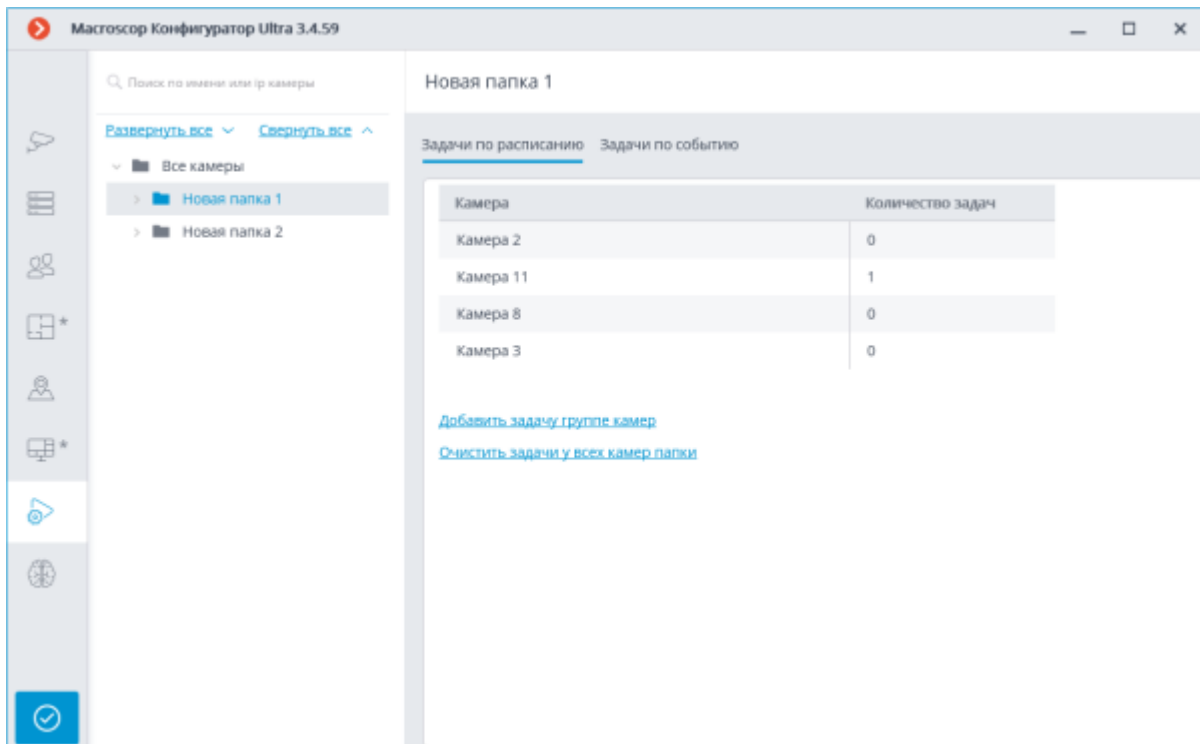 Macroscop Конфигуратор Ultra 3.4.59
Поиск по имени или ip камеры
Развернуть все Свернуть все
Все камеры
Новая папка 1
Новая папка 2
Новая папка 1
Задачи по расписанию Задачи по событию
Камера Количество задач
Камера 2 0
Камера 11 1
Камера 8 0
Камера 3 0
Добавить задачу группе камер
Очистить задачи у всех камер папки
*
*